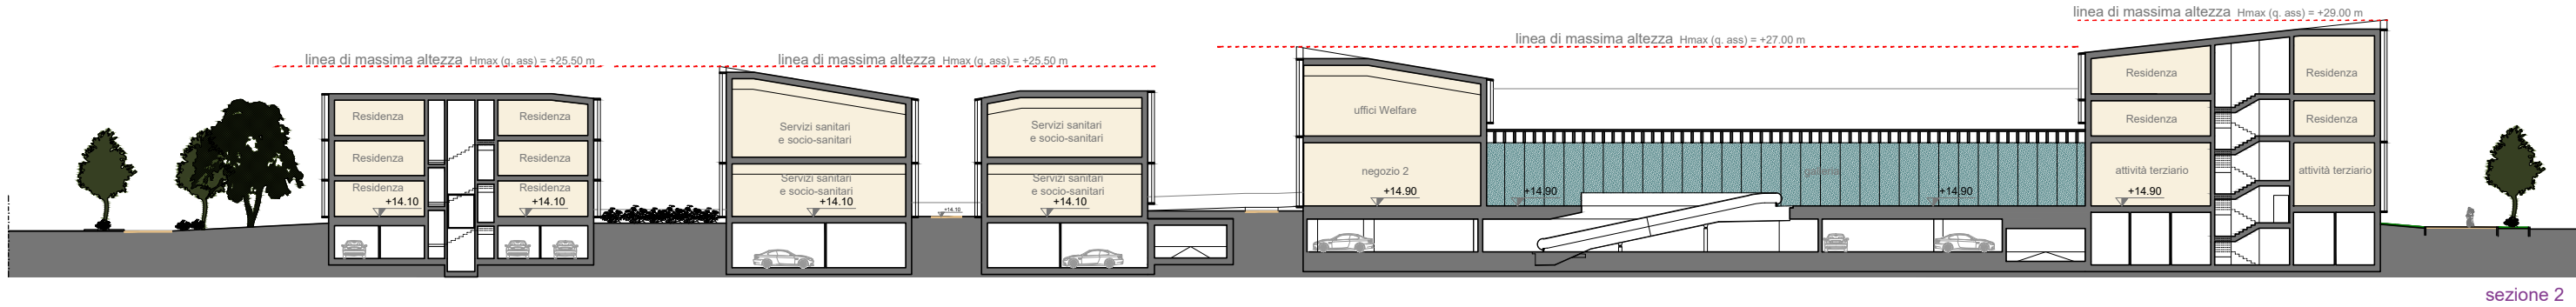 linea di massima altezza Hmax (q. ass) = +29.00 m
linea di massima altezza Hmax (q. ass) = +27.00 m
linea di massima altezza Hmax (q. ass) = +25.50 m
linea di massima altezza Hmax (q. ass) = +25.50 m
Residenza
Residenza
Residenza
Residenza
Residenza
Residenza
+14.10
+14.10
Servizi sanitari
e socio-sanitari
Servizi sanitari
e socio-sanitari
+14.10
+14.10
Servizi sanitari
e socio-sanitari
Servizi sanitari
e socio-sanitari
+14.10
uffici Welfare
negozio 2
+14.90
+14.90
galleria
+14.90
Residenza
Residenza
Residenza
Residenza
attività terziario
attività terziario
+14.90
sezione 2